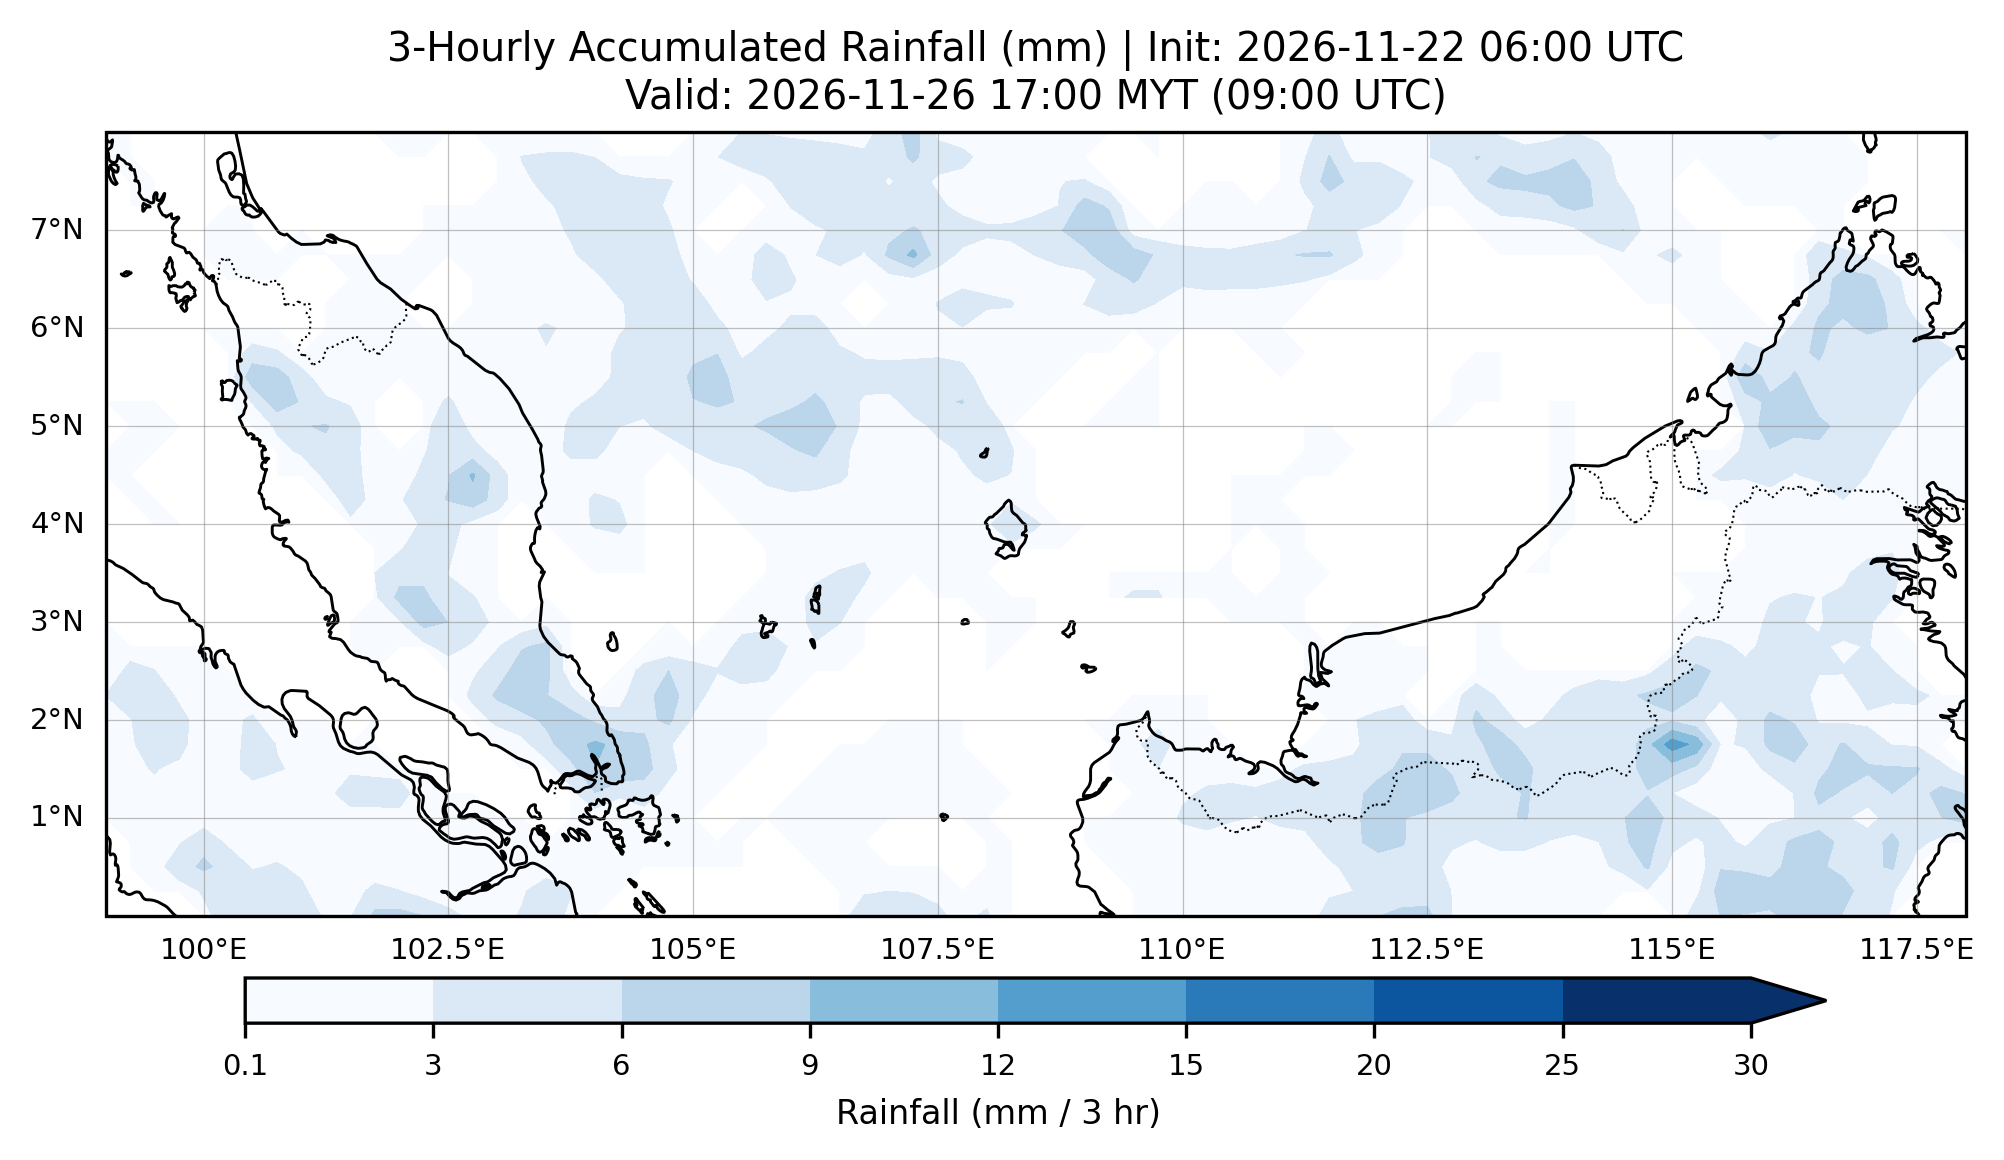 3-Hourly Accumulated Rainfall (mm) | Init: 2026-11-22 06:00 UTC
Valid: 2026-11-26 17:00 MYT (09:00 UTC)
7°N
6°N
5°N
4°N
3°N
2°N
1°N
100°E 102.5°E 105°E 107.5°E 110°E 112.5°E 115°E 117.5°E
0.1 3 6 9 12 15 20 25 30
Rainfall (mm / 3 hr)